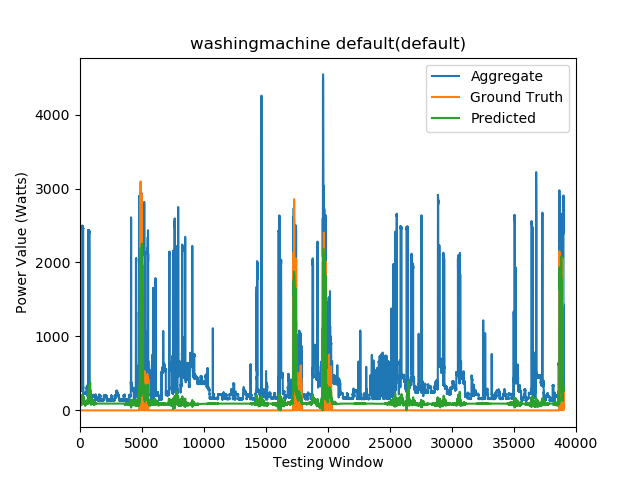 washingmachine default(default)
Aggregate
Ground Truth
Predicted
Power Value (Watts)
4000
3000
2000
1000
0
0 5000 10000 15000 20000 25000 30000 35000 40000
Testing Window